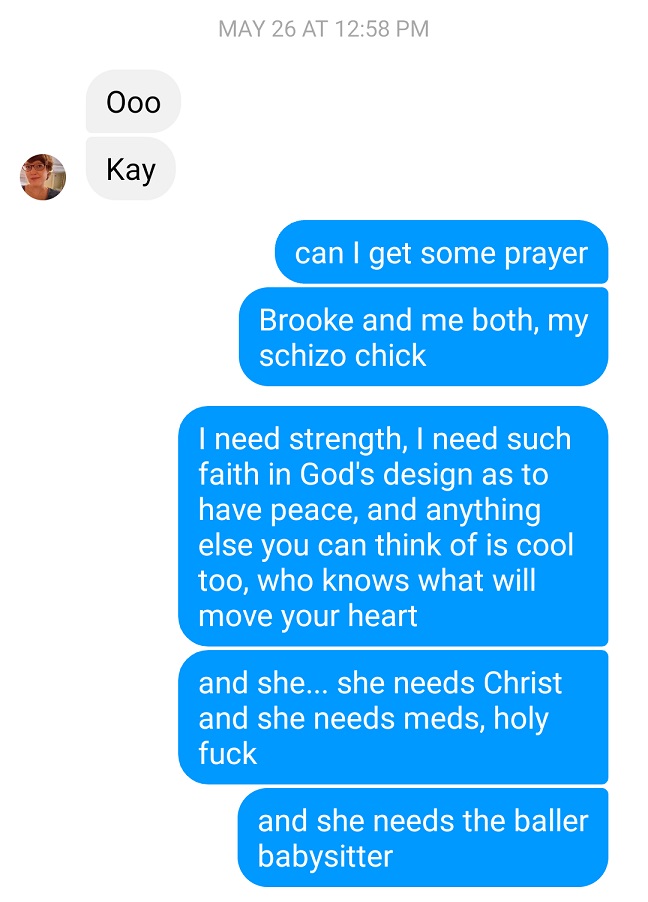 MAY 26 AT 12:58 PM
Ooo
Kay
can I get some prayer
Brooke and me both, my
schizo chick
I need strength, I need such
faith in God's design as to
have peace, and anything
else you can think of is cool
too, who knows what will
move your heart
and she... she needs Christ
and she needs meds, holy
fuck
and she needs the baller
babysitter